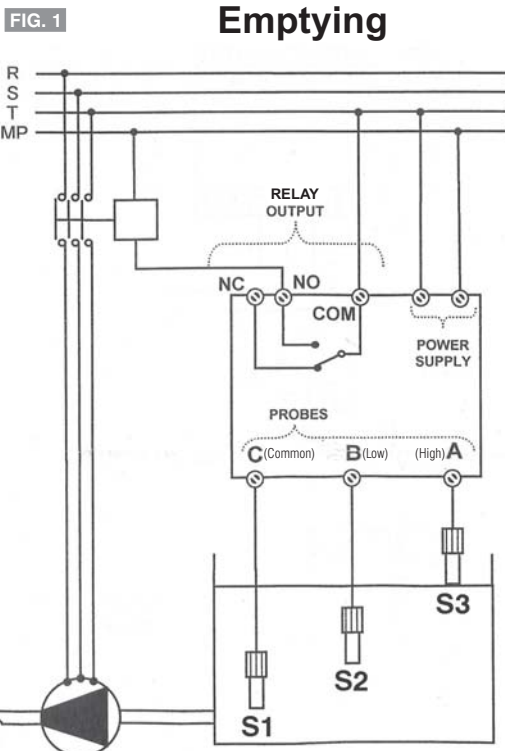 FIG. 1
Emptying
R
S
T
MP
RELAY
OUTPUT
NC
NO
COM
POWER
SUPPLY
PROBES
C (Common)
B (Low)
(High) A
S3
S2
S1